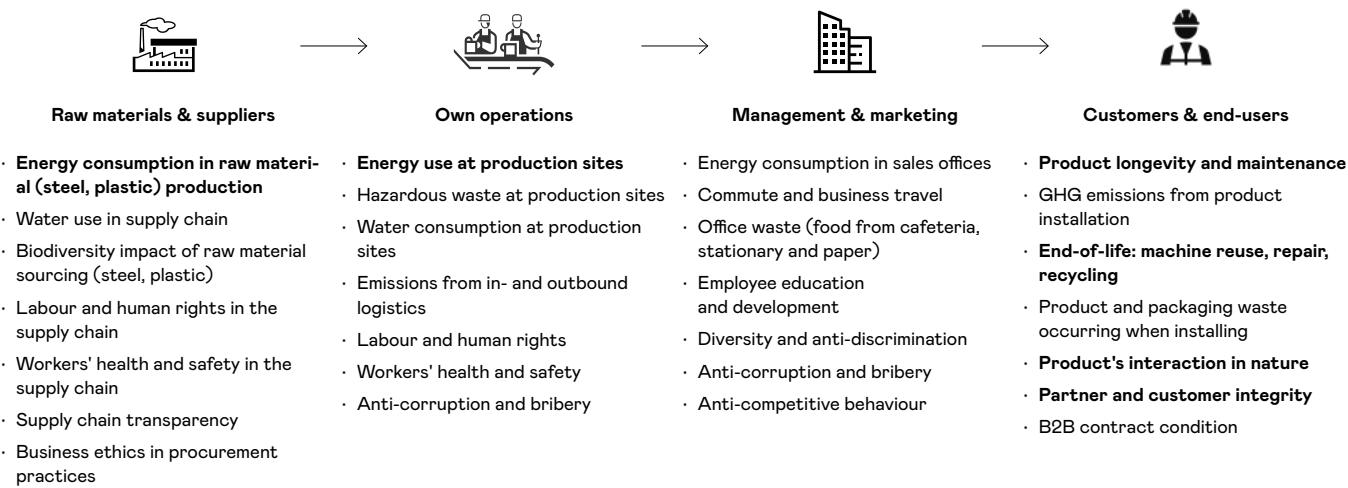 Raw materials & suppliers
· Energy consumption in raw materi-
al (steel, plastic) production
· Water use in supply chain
· Biodiversity impact of raw material
sourcing (steel, plastic)
· Labour and human rights in the
supply chain
· Workers' health and safety in the
supply chain
· Supply chain transparency
· Business ethics in procurement
practices
Own operations
· Energy use at production sites
· Hazardous waste at production sites
· Water consumption at production
sites
· Emissions from in- and outbound
logistics
· Labour and human rights
· Workers' health and safety
· Anti-corruption and bribery
Management & marketing
· Energy consumption in sales offices
· Commute and business travel
· Office waste (food from cafeteria,
stationary and paper)
· Employee education
and development
· Diversity and anti-discrimination
· Anti-corruption and bribery
· Anti-competitive behaviour
Customers & end-users
· Product longevity and maintenance
· GHG emissions from product
installation
· End-of-life: machine reuse, repair,
recycling
· Product and packaging waste
occurring when installing
· Product's interaction in nature
· Partner and customer integrity
· B2B contract condition